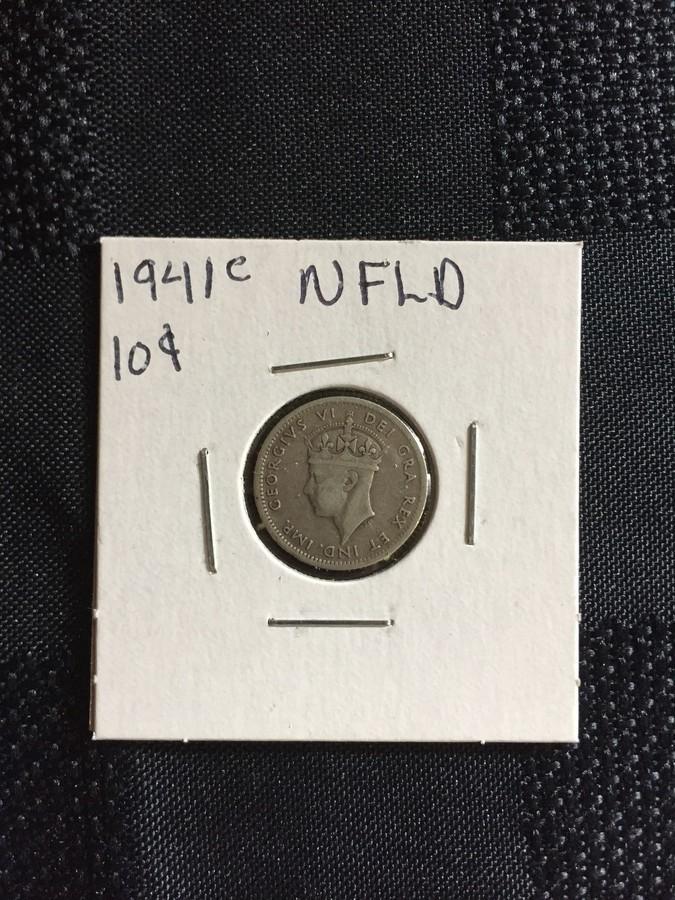 1941c NFLD
10¢
GEORGIVS VI DEI GRA. REX ET IND. IMP.